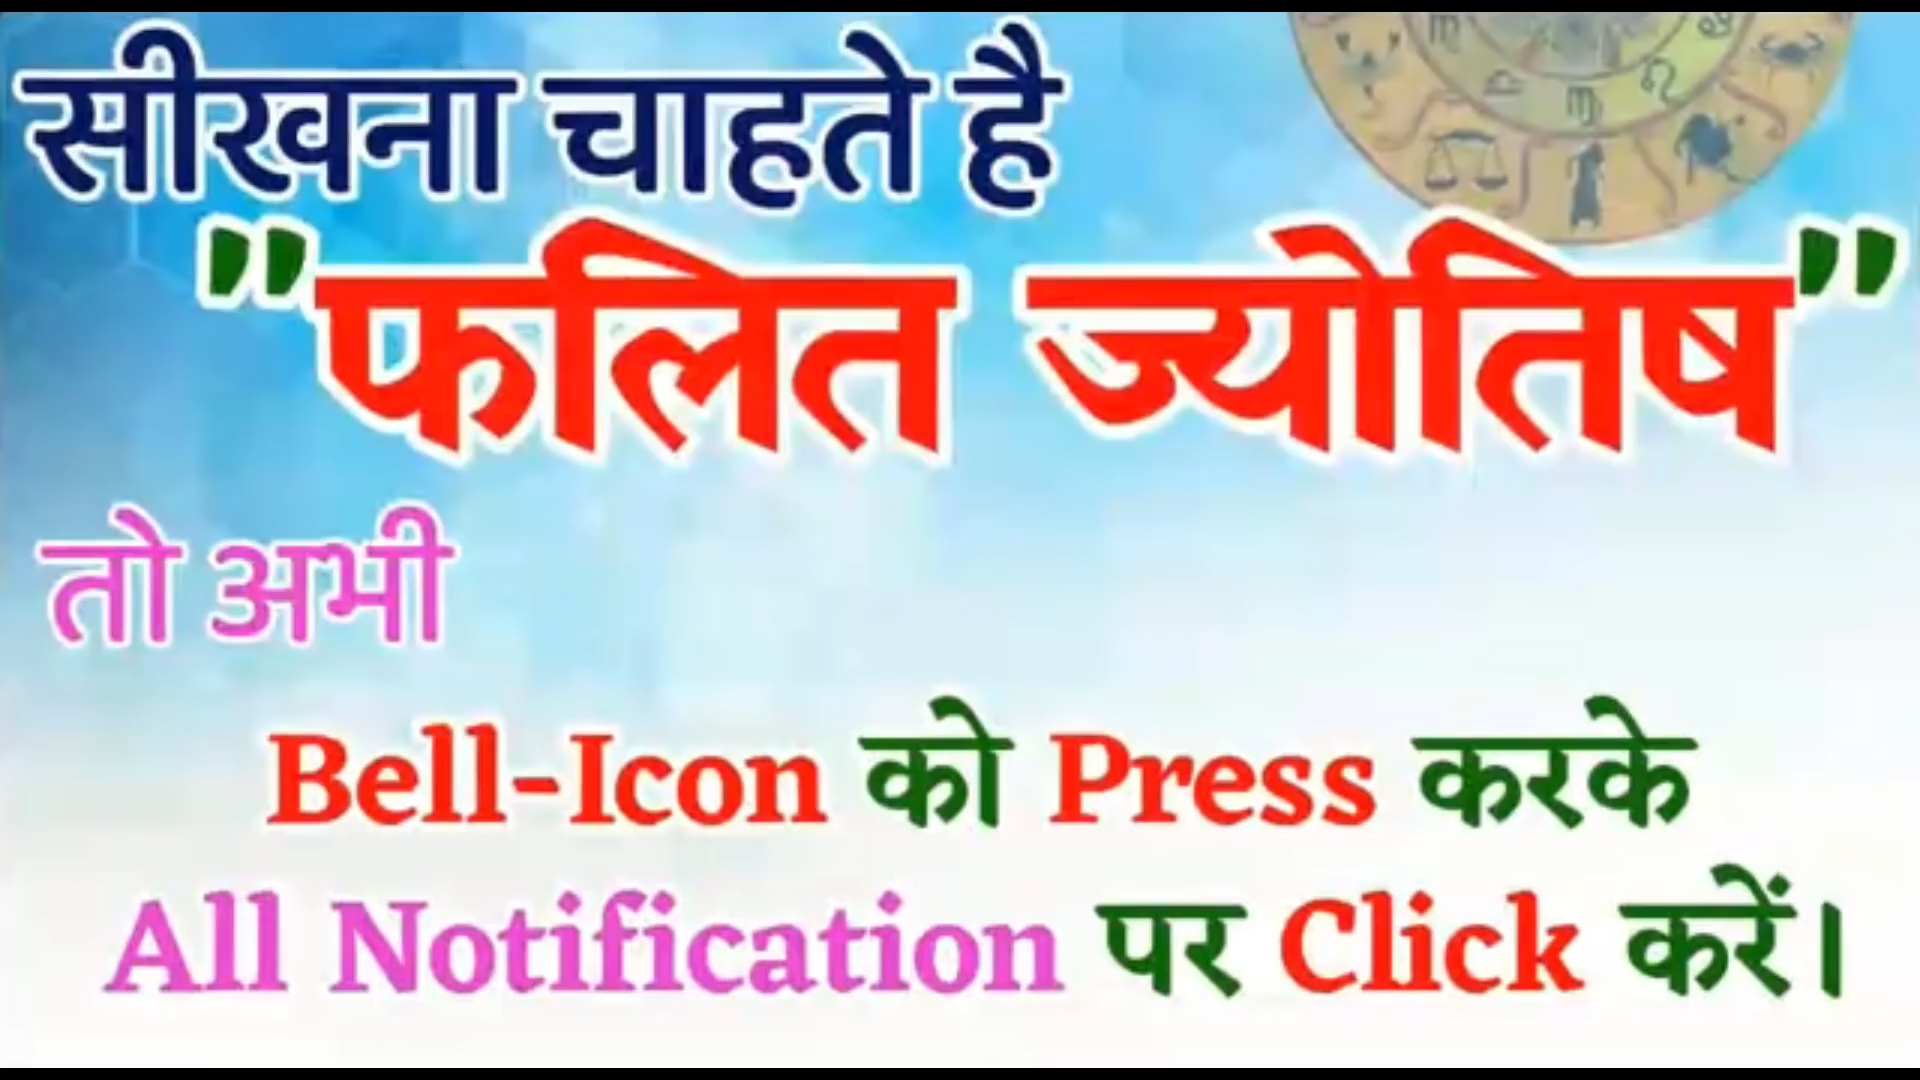 सीखना चाहते है
"फलित ज्योतिष"
तो अभी
Bell-Icon को Press करके
All Notification पर Click करें।